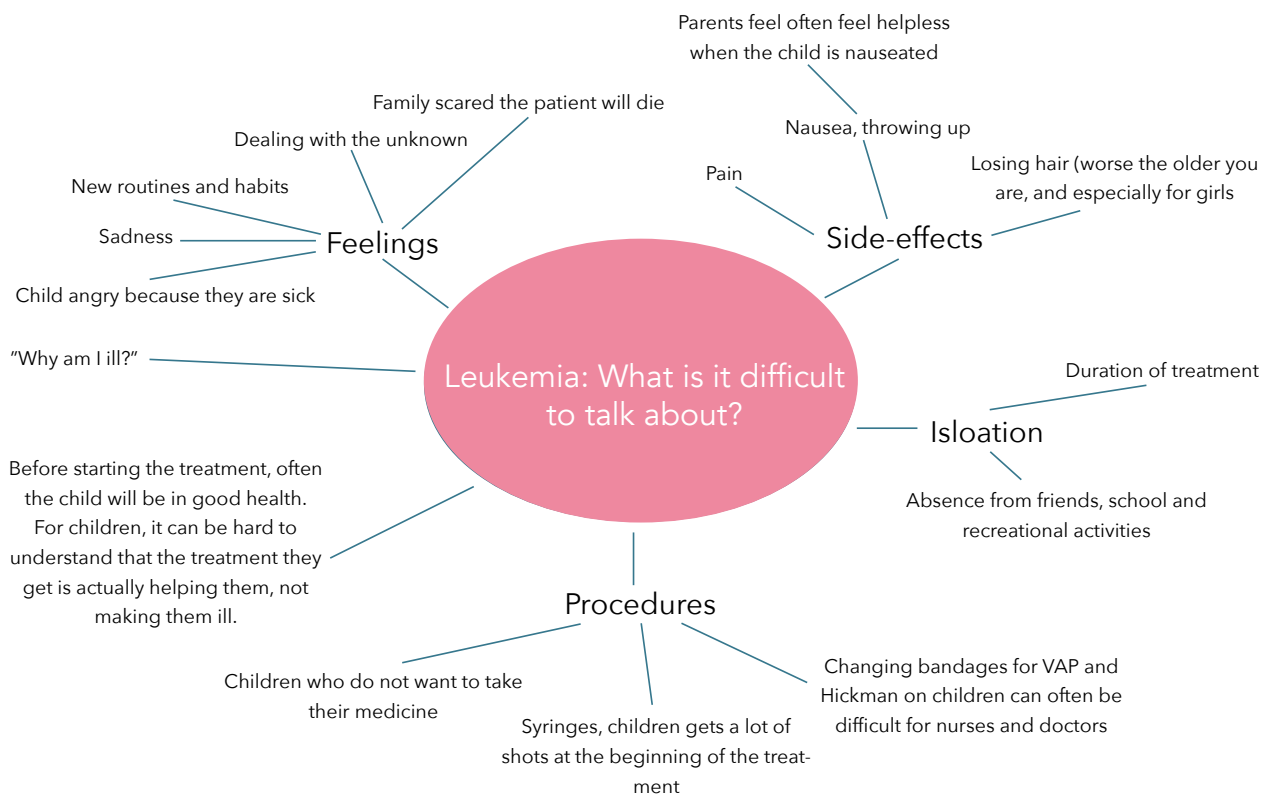 Parents feel often feel helpless
when the child is nauseated
Family scared the patient will die
Dealing with the unknown
Nausea, throwing up
Pain
Losing hair (worse the older you
are, and especially for girls
New routines and habits
Sadness
Feelings
Side-effects
Child angry because they are sick
"Why am I ill?"
Leukemia: What is it difficult
to talk about?
Duration of treatment
Isloation
Absence from friends, school and
recreational activities
Before starting the treatment, often
the child will be in good health.
For children, it can be hard to
understand that the treatment they
get is actually helping them, not
making them ill.
Procedures
Children who do not want to take
their medicine
Syringes, children gets a lot of
shots at the beginning of the treat-
ment
Changing bandages for VAP and
Hickman on children can often be
difficult for nurses and doctors